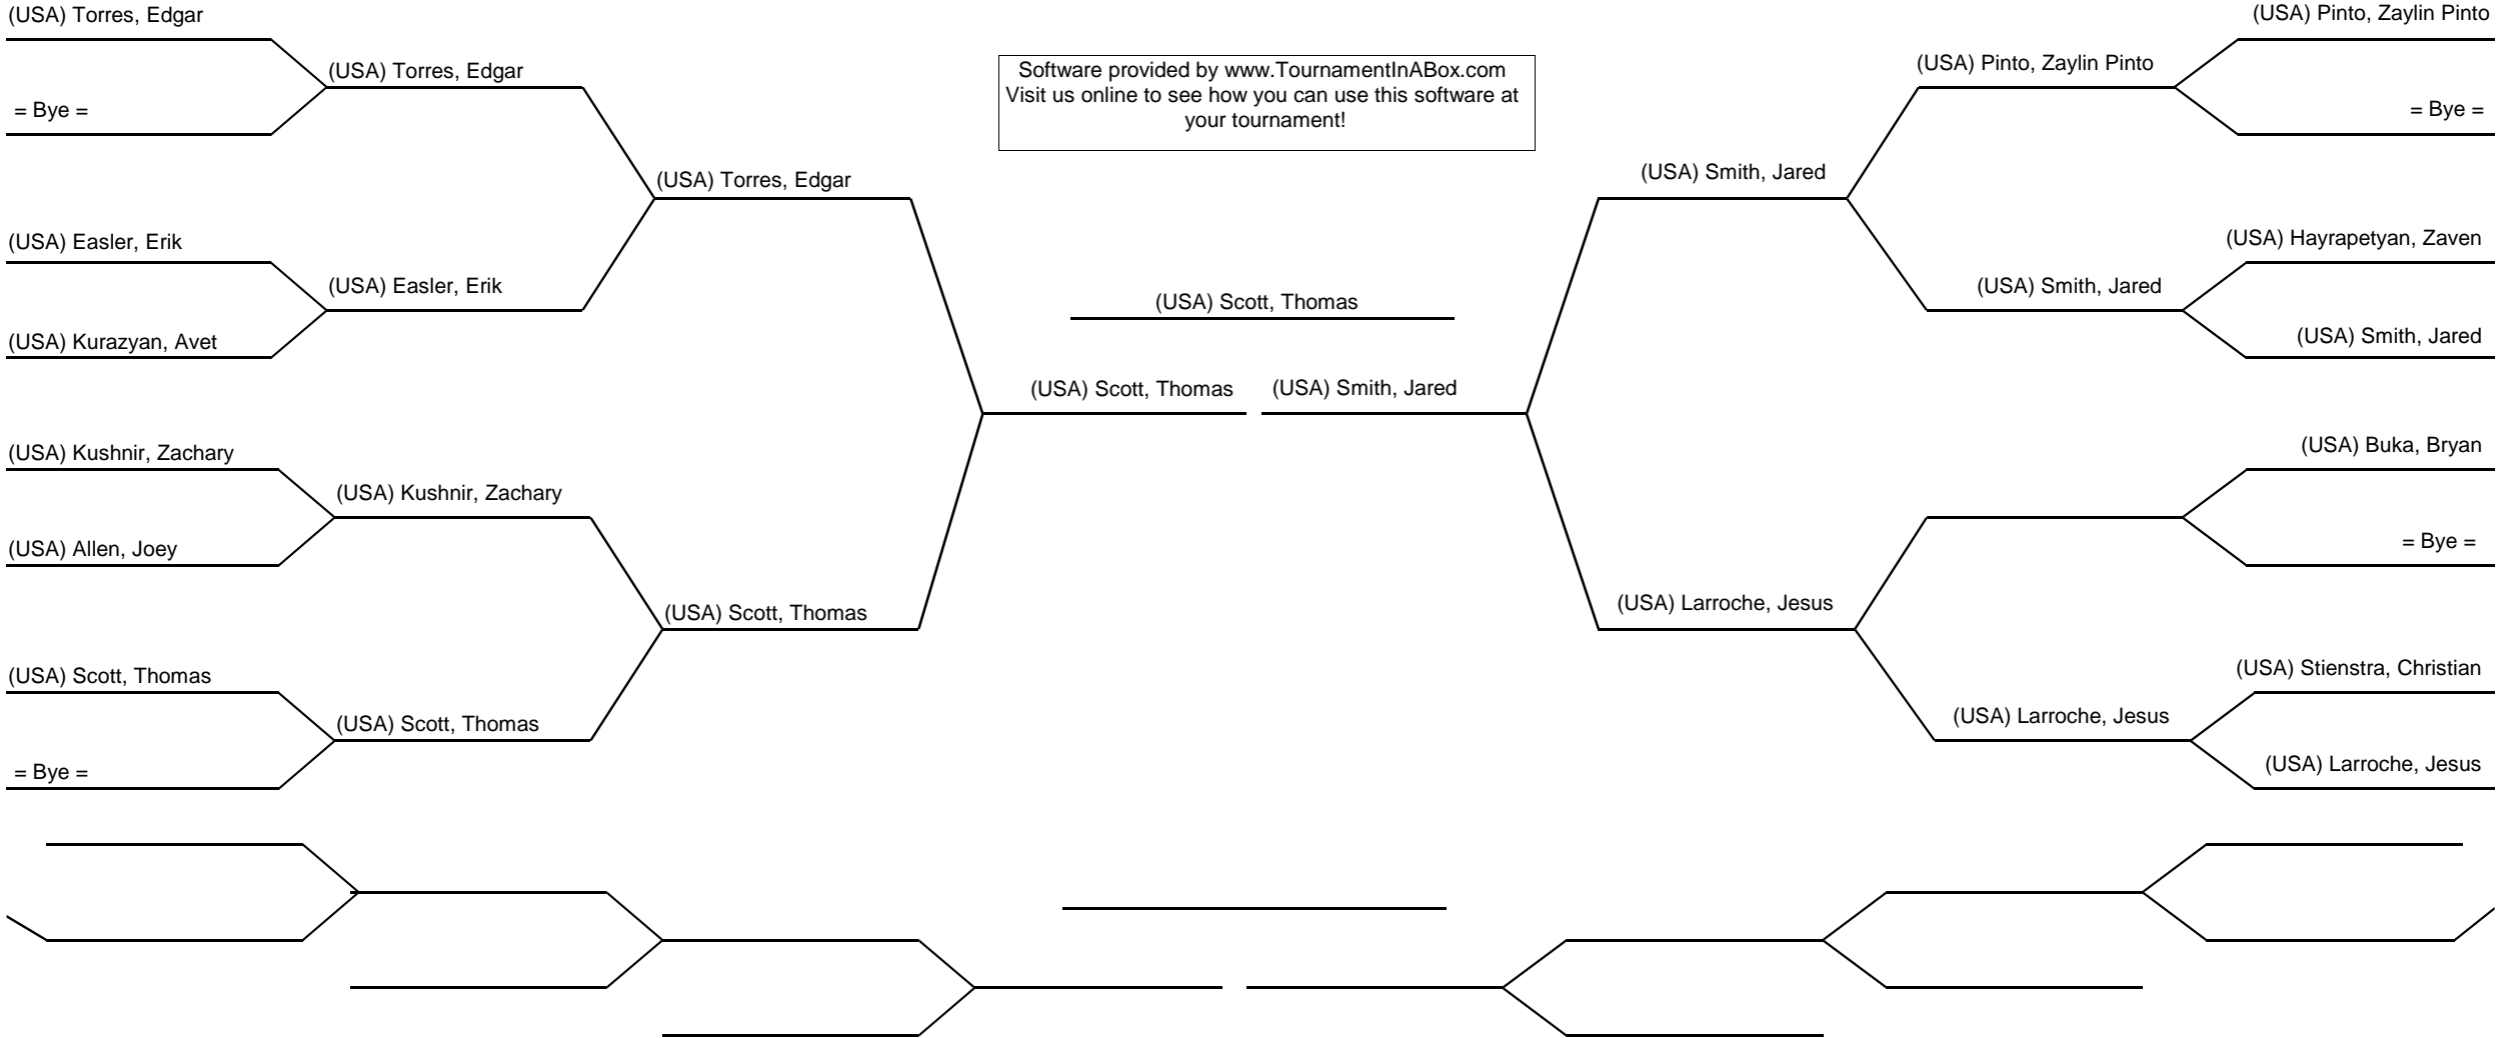 (USA) Torres, Edgar
= Bye =
(USA) Easler, Erik
(USA) Kurazyan, Avet
(USA) Kushnir, Zachary
(USA) Allen, Joey
(USA) Scott, Thomas
= Bye =
(USA) Torres, Edgar
(USA) Easler, Erik
(USA) Kushnir, Zachary
(USA) Scott, Thomas
(USA) Torres, Edgar
(USA) Scott, Thomas
Software provided by www.TournamentInABox.com
Visit us online to see how you can use this software at
your tournament!
(USA) Scott, Thomas
(USA) Scott, Thomas
(USA) Smith, Jared
(USA) Smith, Jared
(USA) Larroche, Jesus
(USA) Pinto, Zaylin Pinto
(USA) Smith, Jared
(USA) Larroche, Jesus
(USA) Pinto, Zaylin Pinto
= Bye =
(USA) Hayrapetyan, Zaven
(USA) Smith, Jared
(USA) Buka, Bryan
= Bye =
(USA) Stienstra, Christian
(USA) Larroche, Jesus